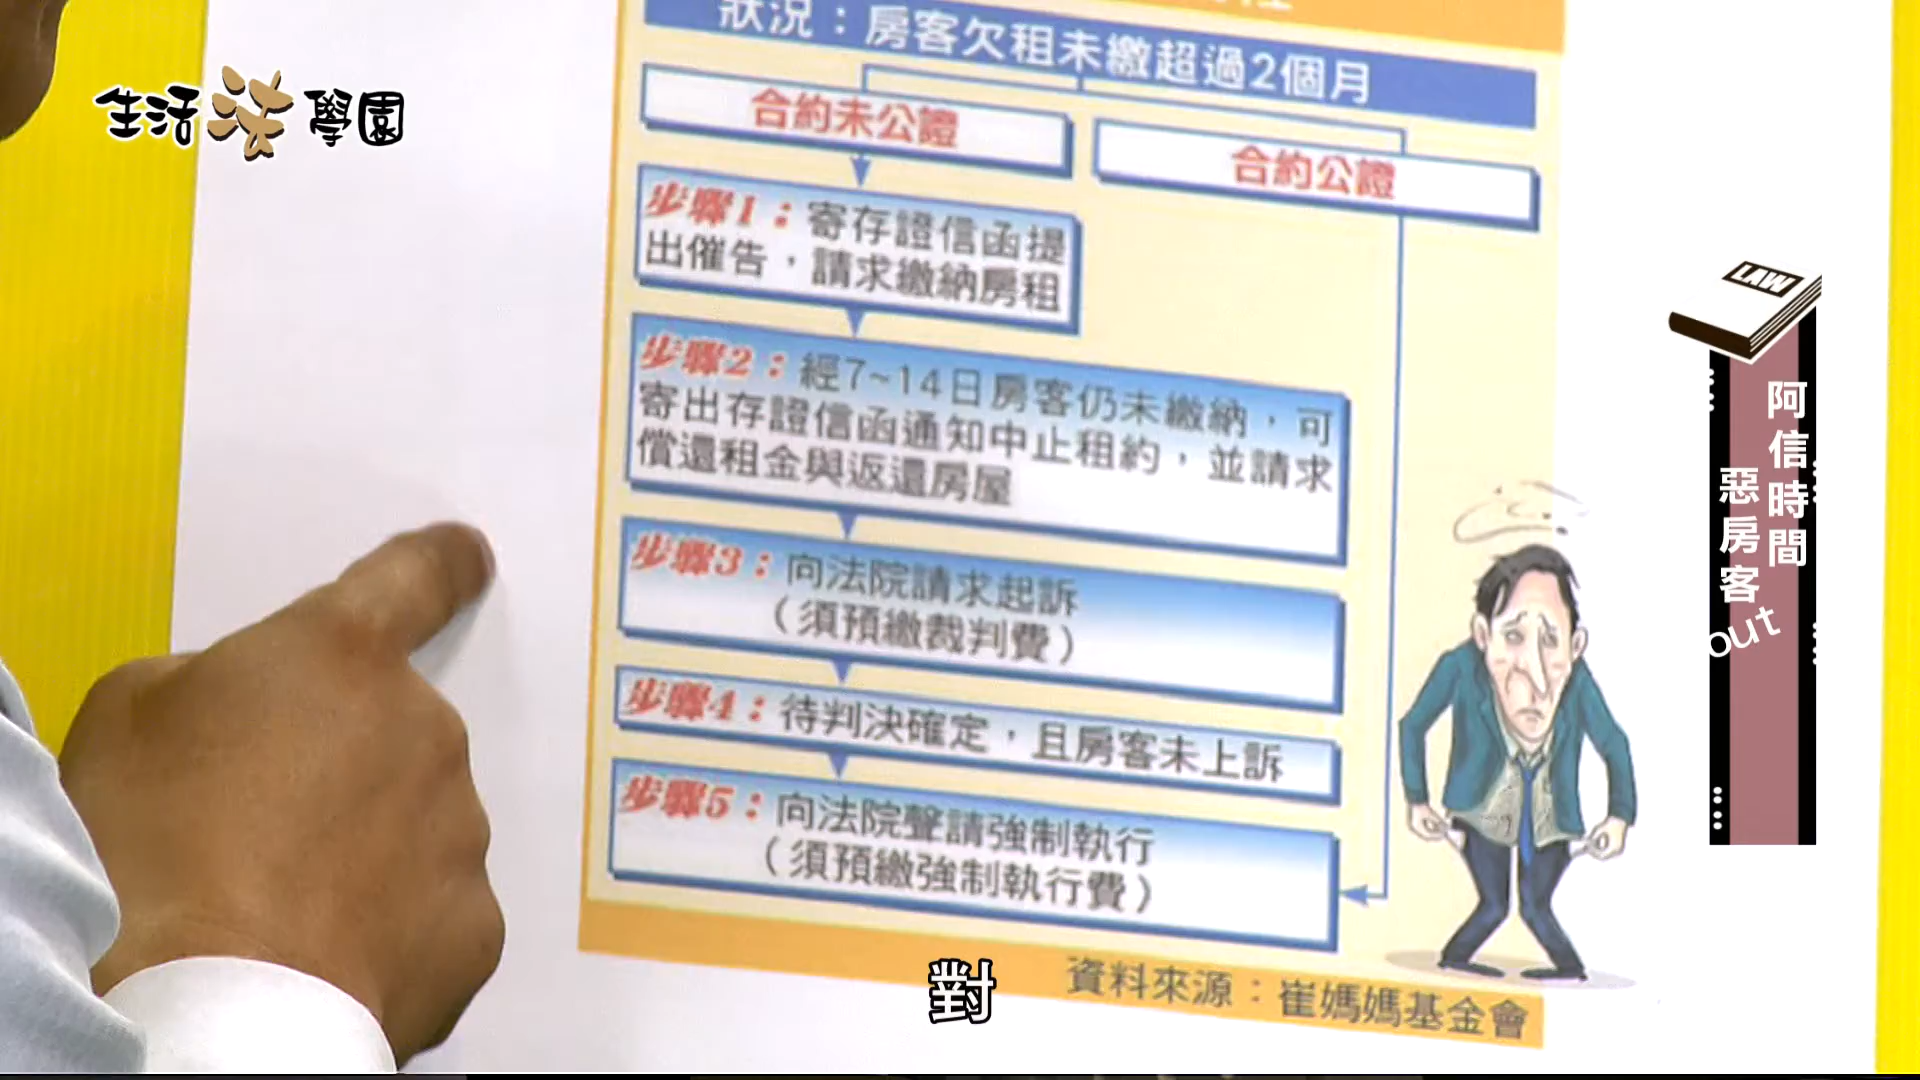 生活法學園
狀況：房客欠租未繳超過2個月
合約未公證
合約公證
步驟1：寄存證信函提
出催告，請求繳納房租
步驟2：經7~14日房客仍未繳納，可
寄出存證信函通知中止租約，並請求
償還租金與返還房屋
步驟3：向法院請求起訴
（須預繳裁判費）
步驟4：待判決確定，且房客未上訴
步驟5：向法院聲請強制執行
（須預繳強制執行費）
資料來源：崔媽媽基金會
LAW
阿信時間
惡房客out
對